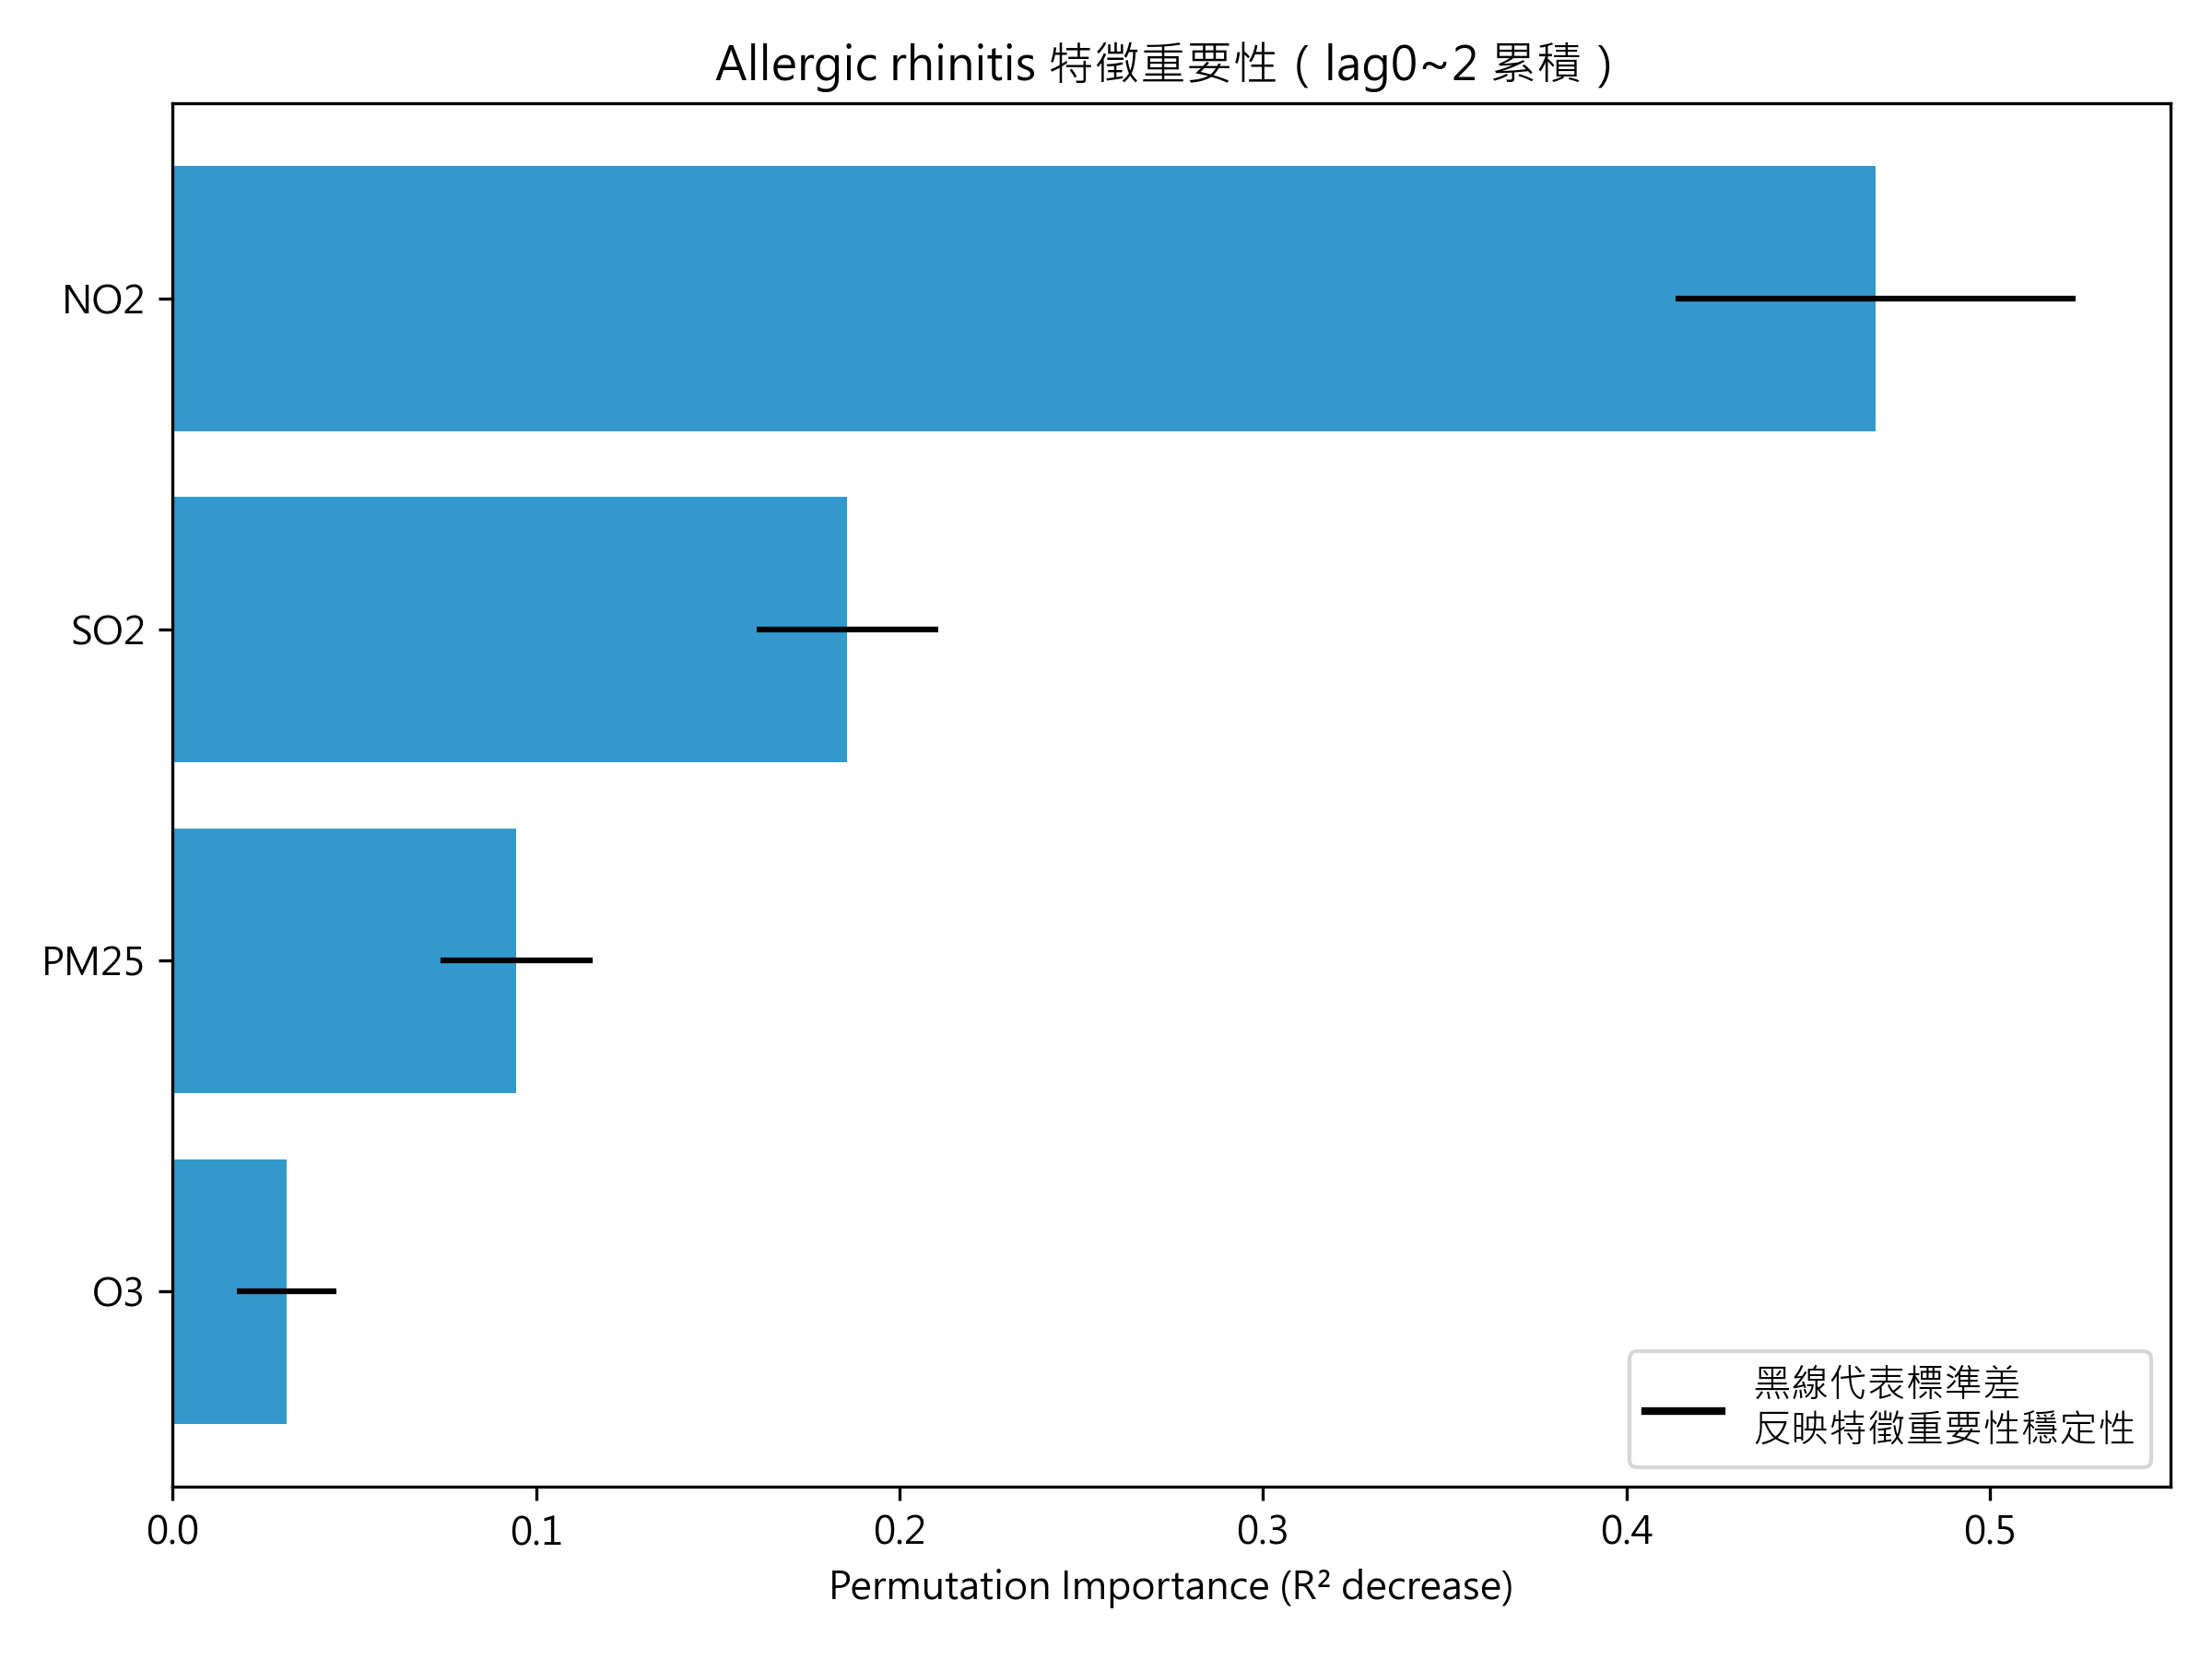 Allergic rhinitis 特徵重要性（lag0~2 累積）
NO2
SO2
PM25
O3
黑線代表標準差
反映特徵重要性穩定性
0.0 0.1 0.2 0.3 0.4 0.5
Permutation Importance (R² decrease)